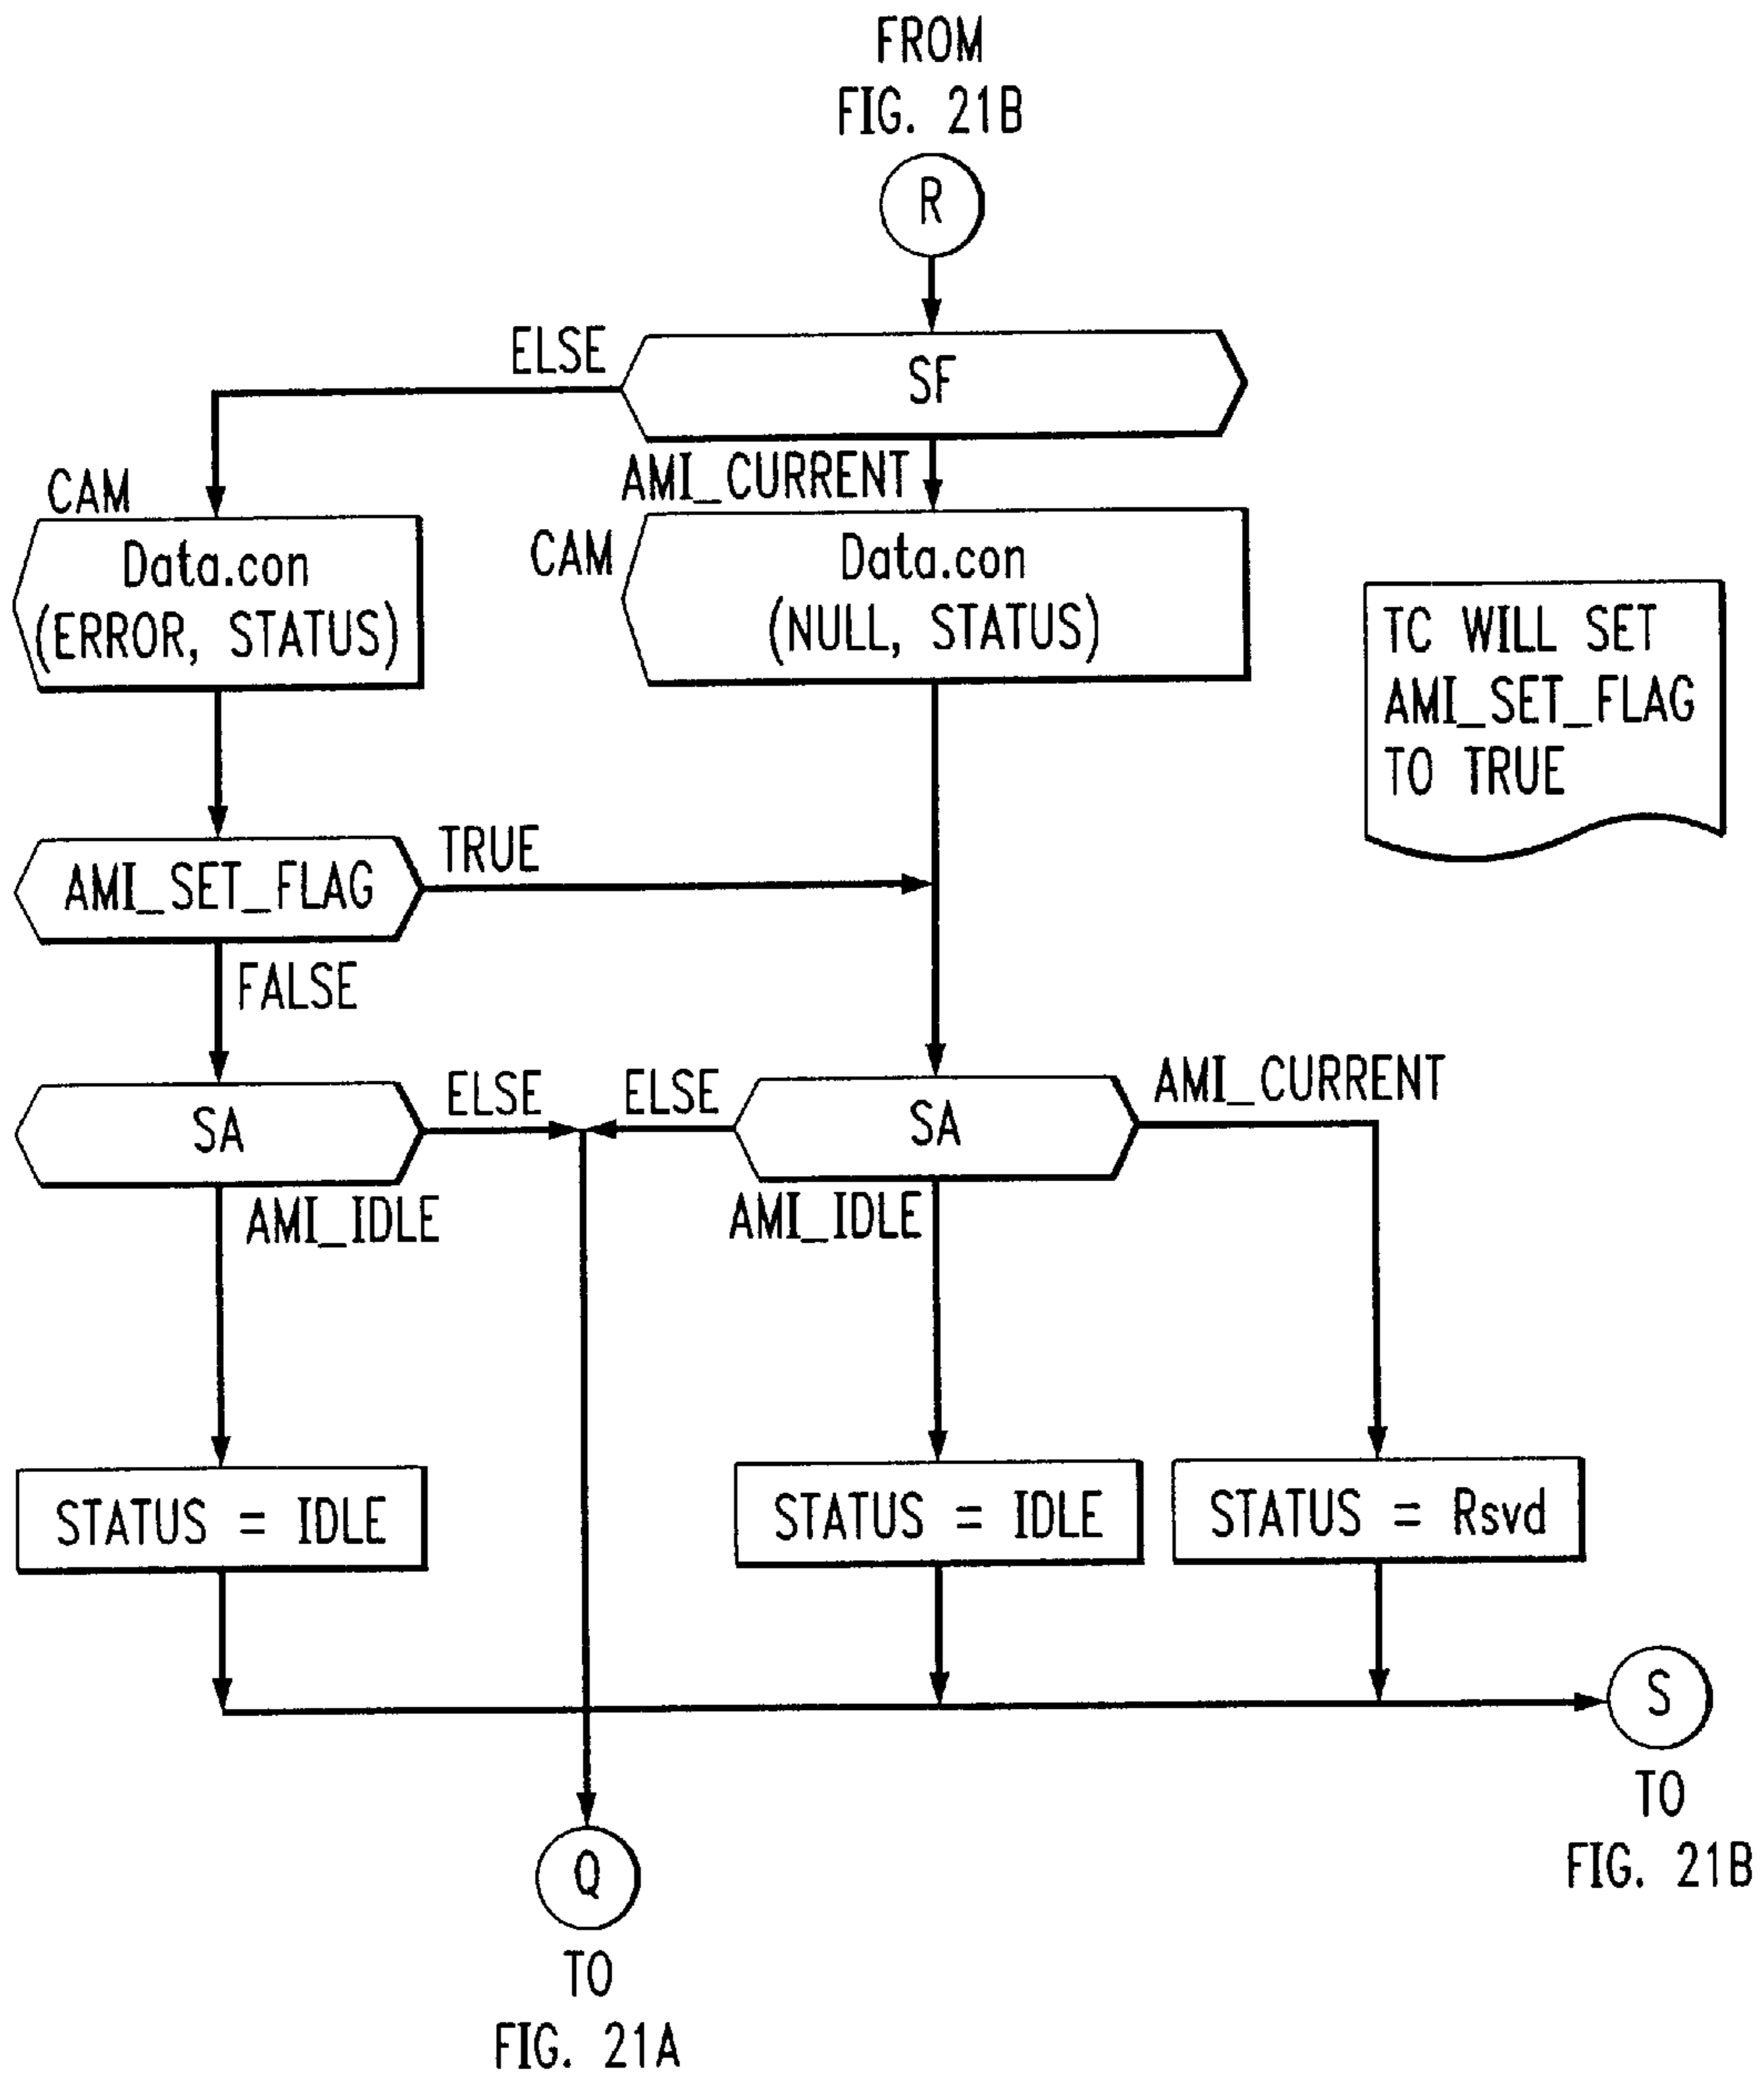 FROM
FIG. 21B
R
ELSE
SF
CAM
AMI_CURRENT
Data.con
(ERROR, STATUS)
CAM
Data.con
(NULL, STATUS)
TC WILL SET
AMI_SET_FLAG
TO TRUE
AMI_SET_FLAG
TRUE
FALSE
SA
ELSE
ELSE
SA
AMI_CURRENT
AMI_IDLE
AMI_IDLE
STATUS = IDLE
STATUS = IDLE
STATUS = Rsvd
S
TO
FIG. 21B
Q
TO
FIG. 21A